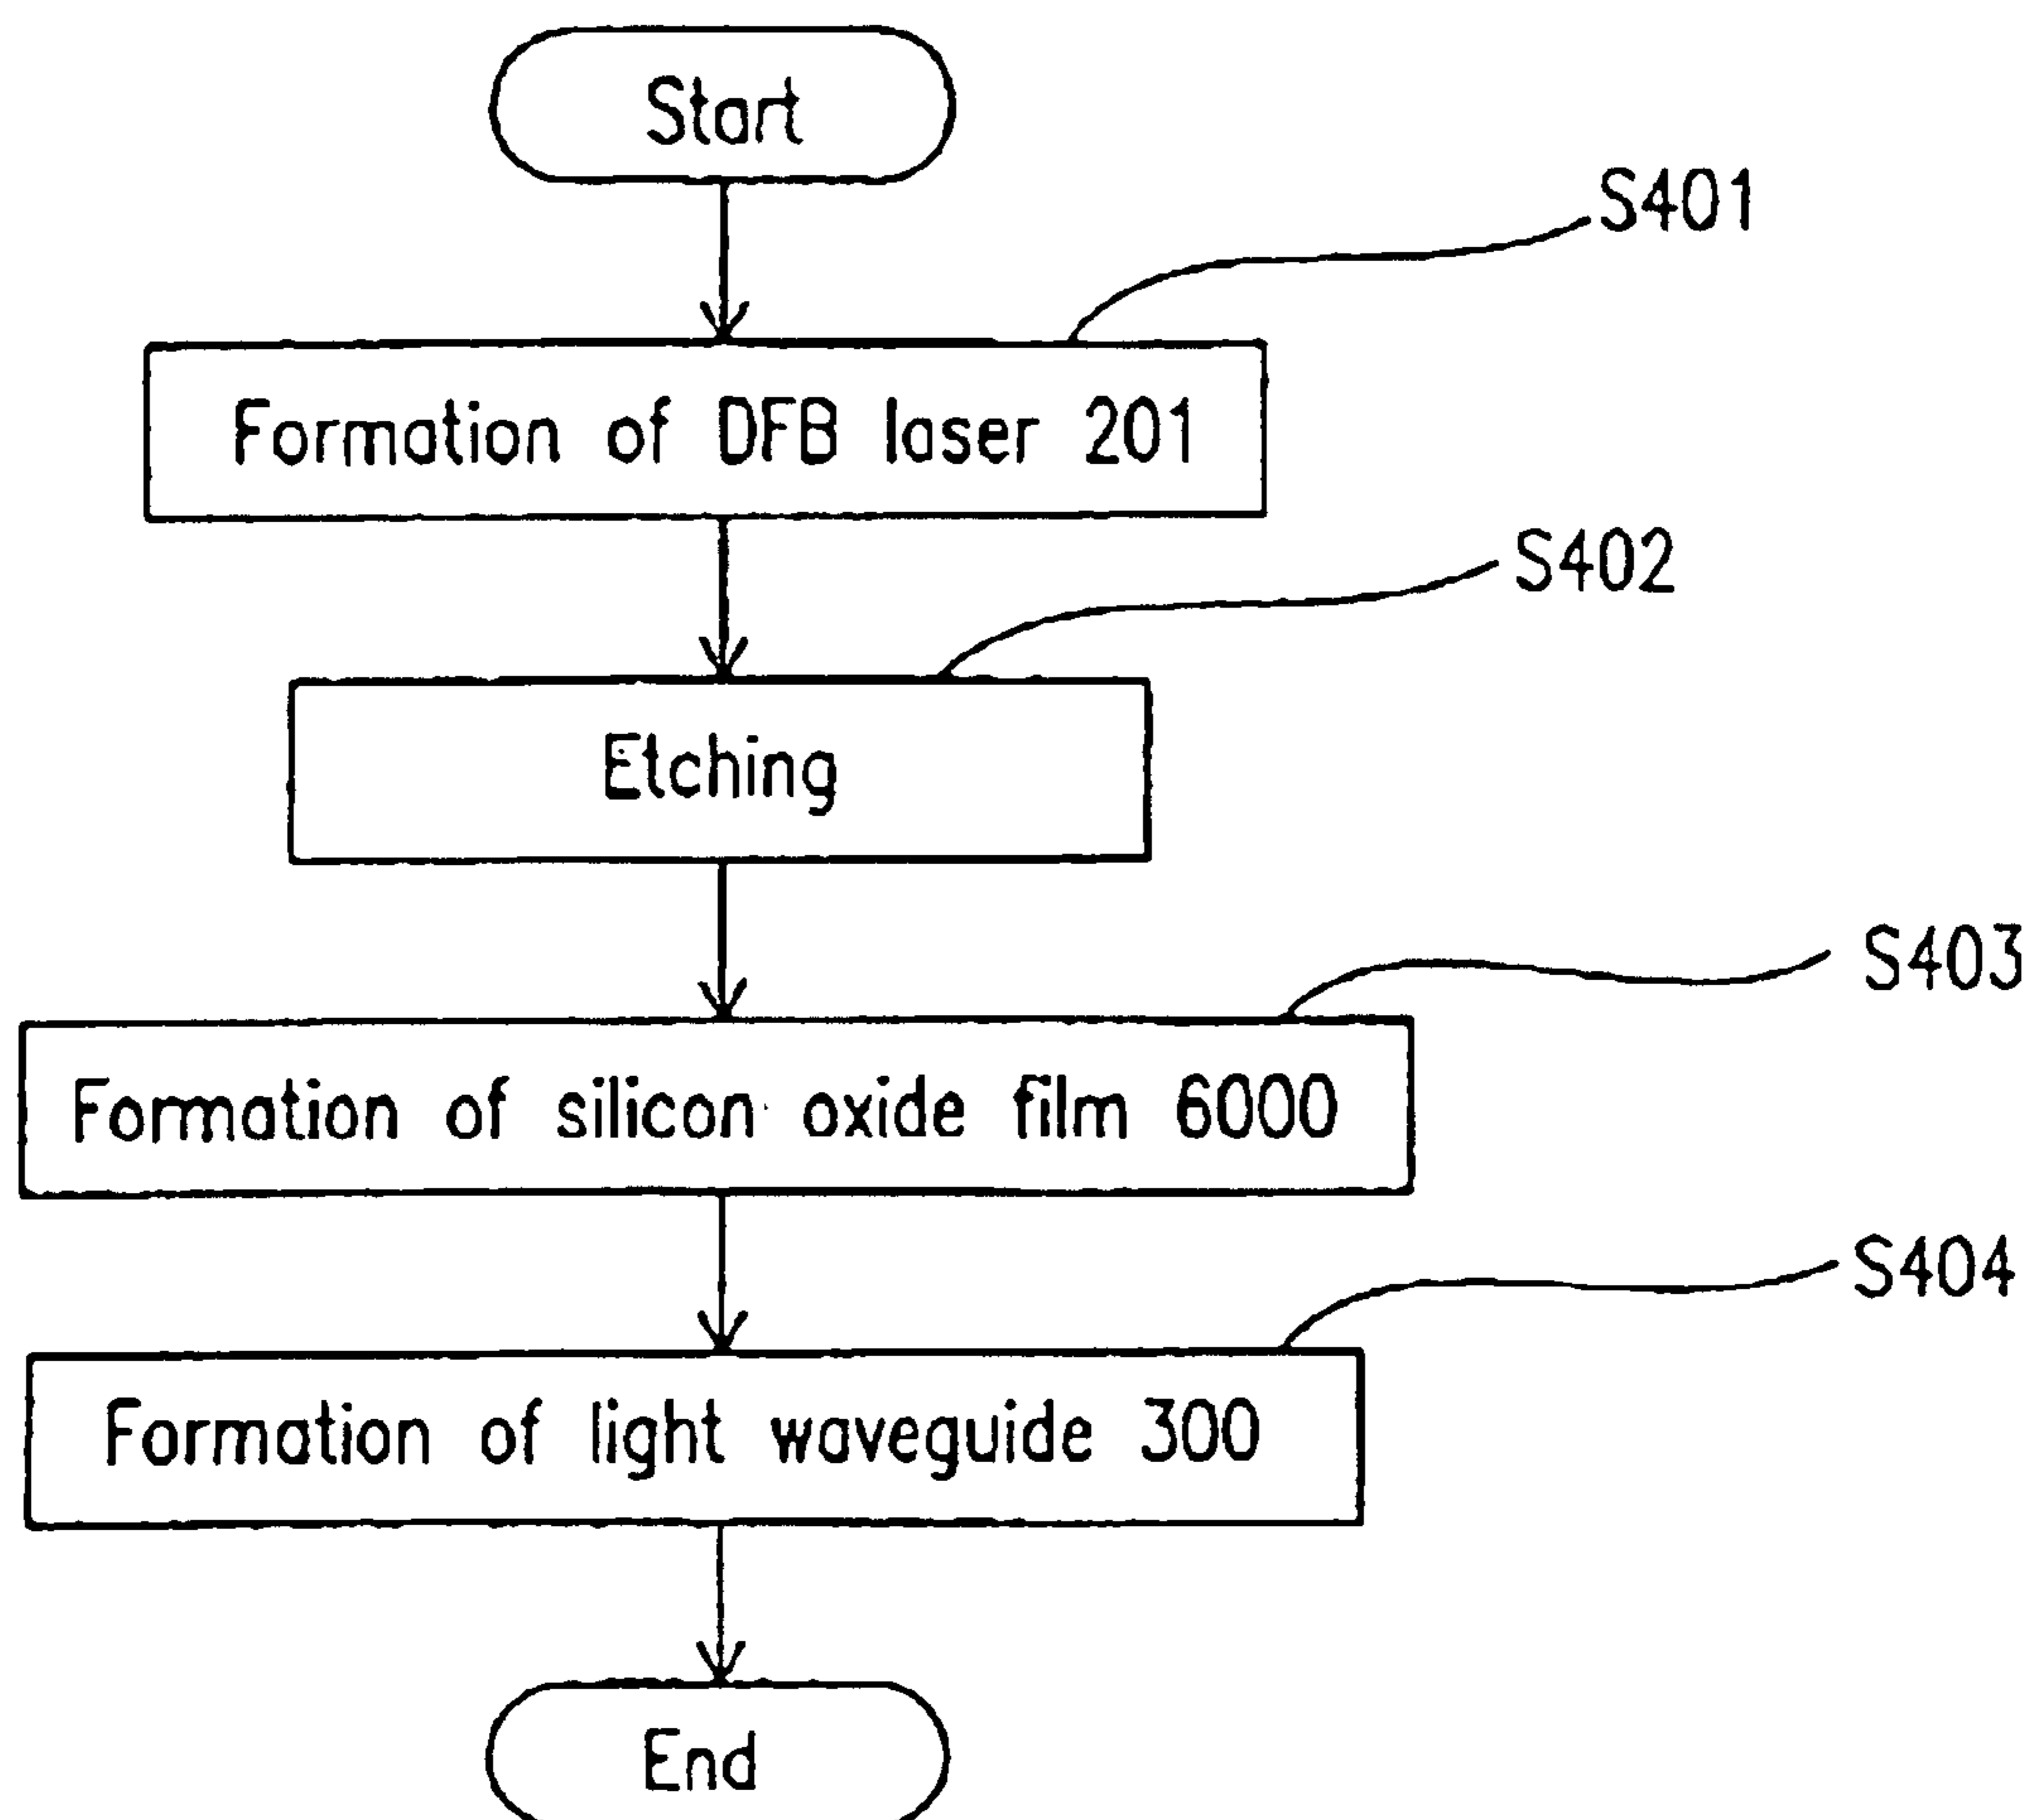 Start
S401
Formation of DFB laser 201
S402
Etching
S403
Formation of silicon oxide film 6000
S404
Formation of light waveguide 300
End